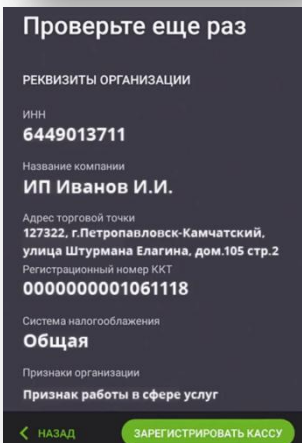 Проверьте еще раз
РЕКВИЗИТЫ ОРГАНИЗАЦИИ
ИНН
6449013711
Название компании
ИП Иванов И.И.
Адрес торговой точки
127322, г.Петропавловск-Камчатский,
улица Штурмана Елагина, дом.105 стр.2
Регистрационный номер ККТ
0000000001061118
Система налогооблажения
Общая
Признаки организации
Признак работы в сфере услуг
НАЗАД
ЗАРЕГИСТРИРОВАТЬ КАССУ